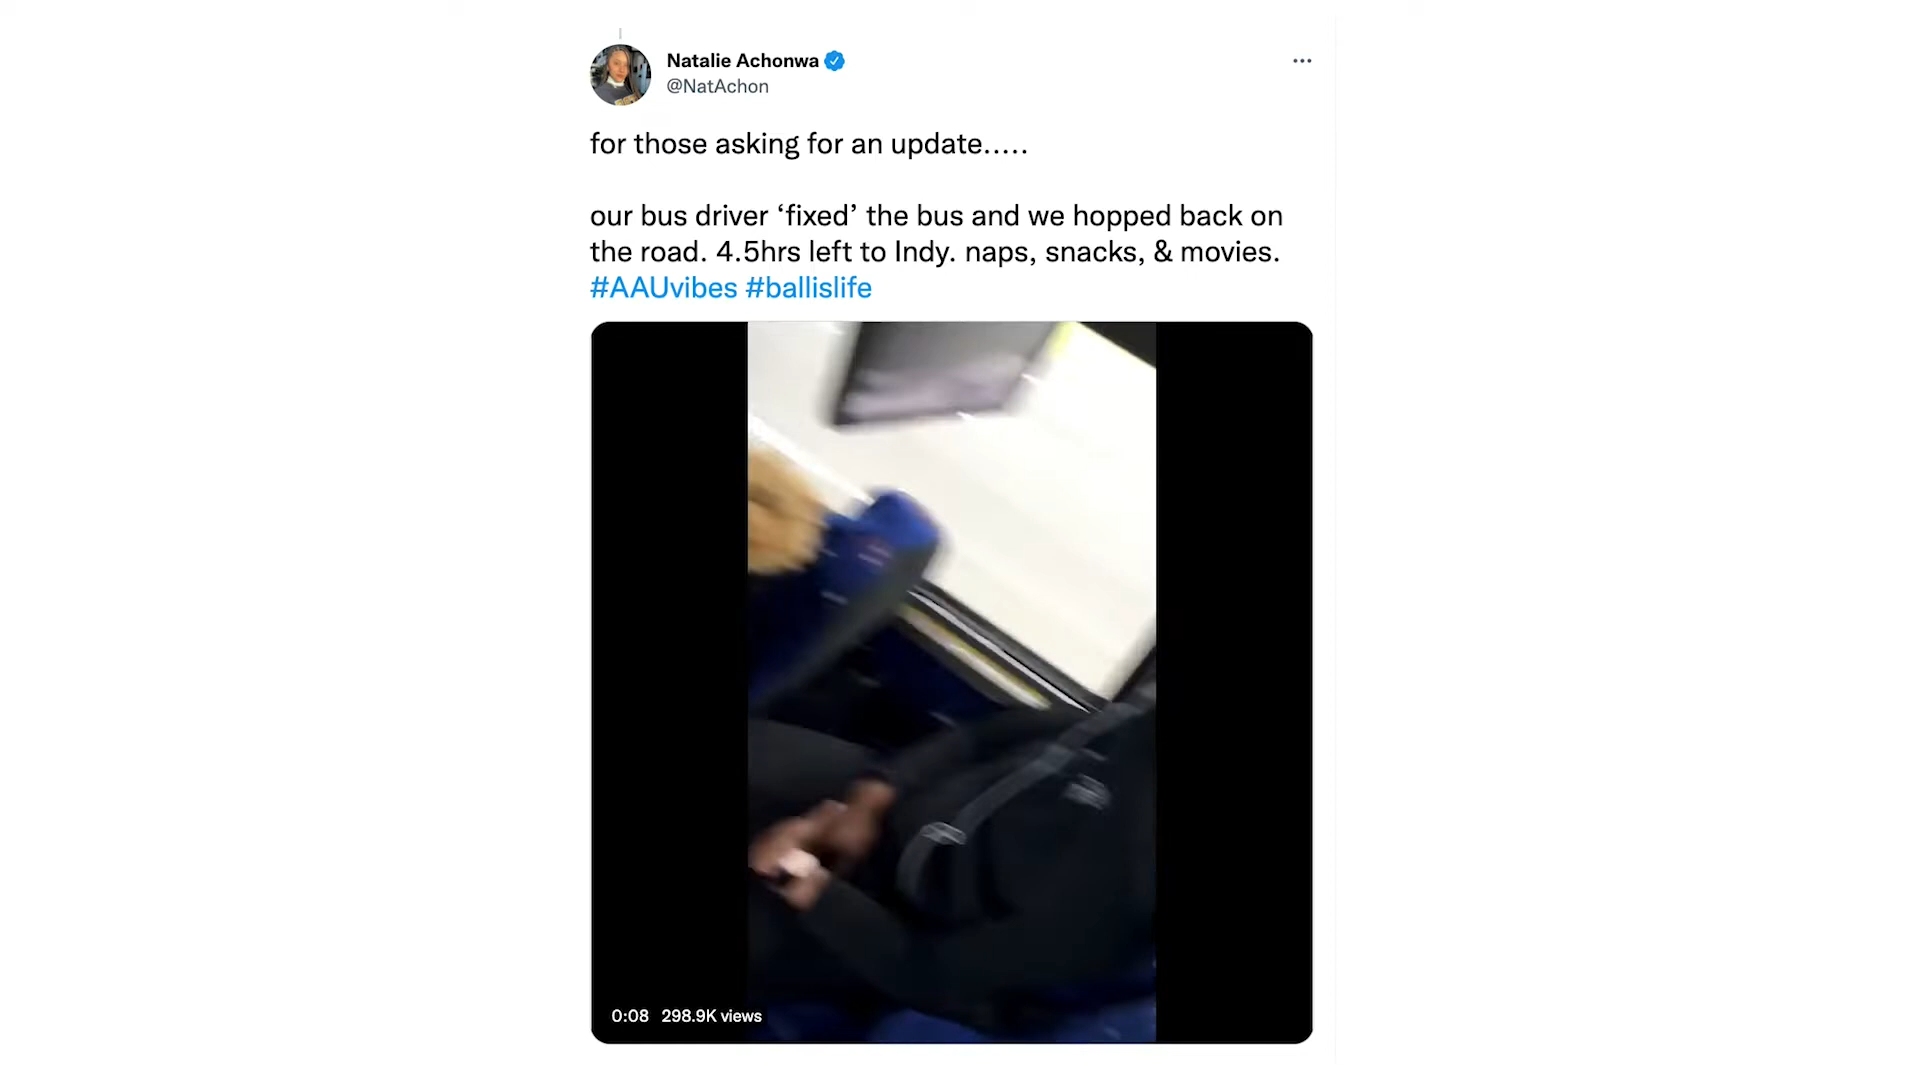 Natalie Achonwa
@NatAchon
for those asking for an update.....
our bus driver ‘fixed’ the bus and we hopped back on
the road. 4.5hrs left to Indy. naps, snacks, & movies.
#AAUvibes #ballislife
0:08 298.9K views